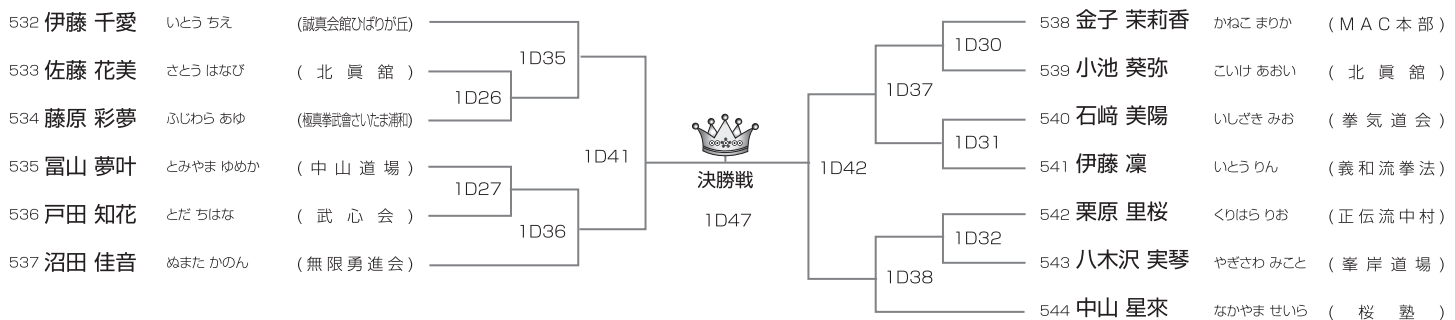 532 伊藤 千愛 いとう ちえ (誠真会館ひばりが丘)
533 佐藤 花美 さとう はなび ( 北 眞 舘 )
534 藤原 彩夢 ふじわら あゆ (極真拳武會さいたま浦和)
535 冨山 夢叶 とみやま ゆめか ( 中 山 道 場 )
536 戸田 知花 とだ ちはな ( 武 心 会 )
537 沼田 佳音 ぬまた かのん ( 無 限 勇 進 会 )
1D35
1D26
1D27
1D36
1D41
決勝戦
1D47
1D42
1D37
1D38
1D30
1D31
1D32
538 金子 茉莉香 かねこ まりか ( M A C 本 部 )
539 小池 葵弥 こいけ あおい ( 北 眞 舘 )
540 石﨑 美陽 いしざき みお ( 拳 気 道 会 )
541 伊藤 凜 いとう りん ( 義 和 流 拳 法 )
542 栗原 里桜 くりはら りお ( 正 伝 流 中 村 )
543 八木沢 実琴 やぎさわ みこと ( 峯 岸 道 場 )
544 中山 星來 なかやま せいら ( 桜 塾 )